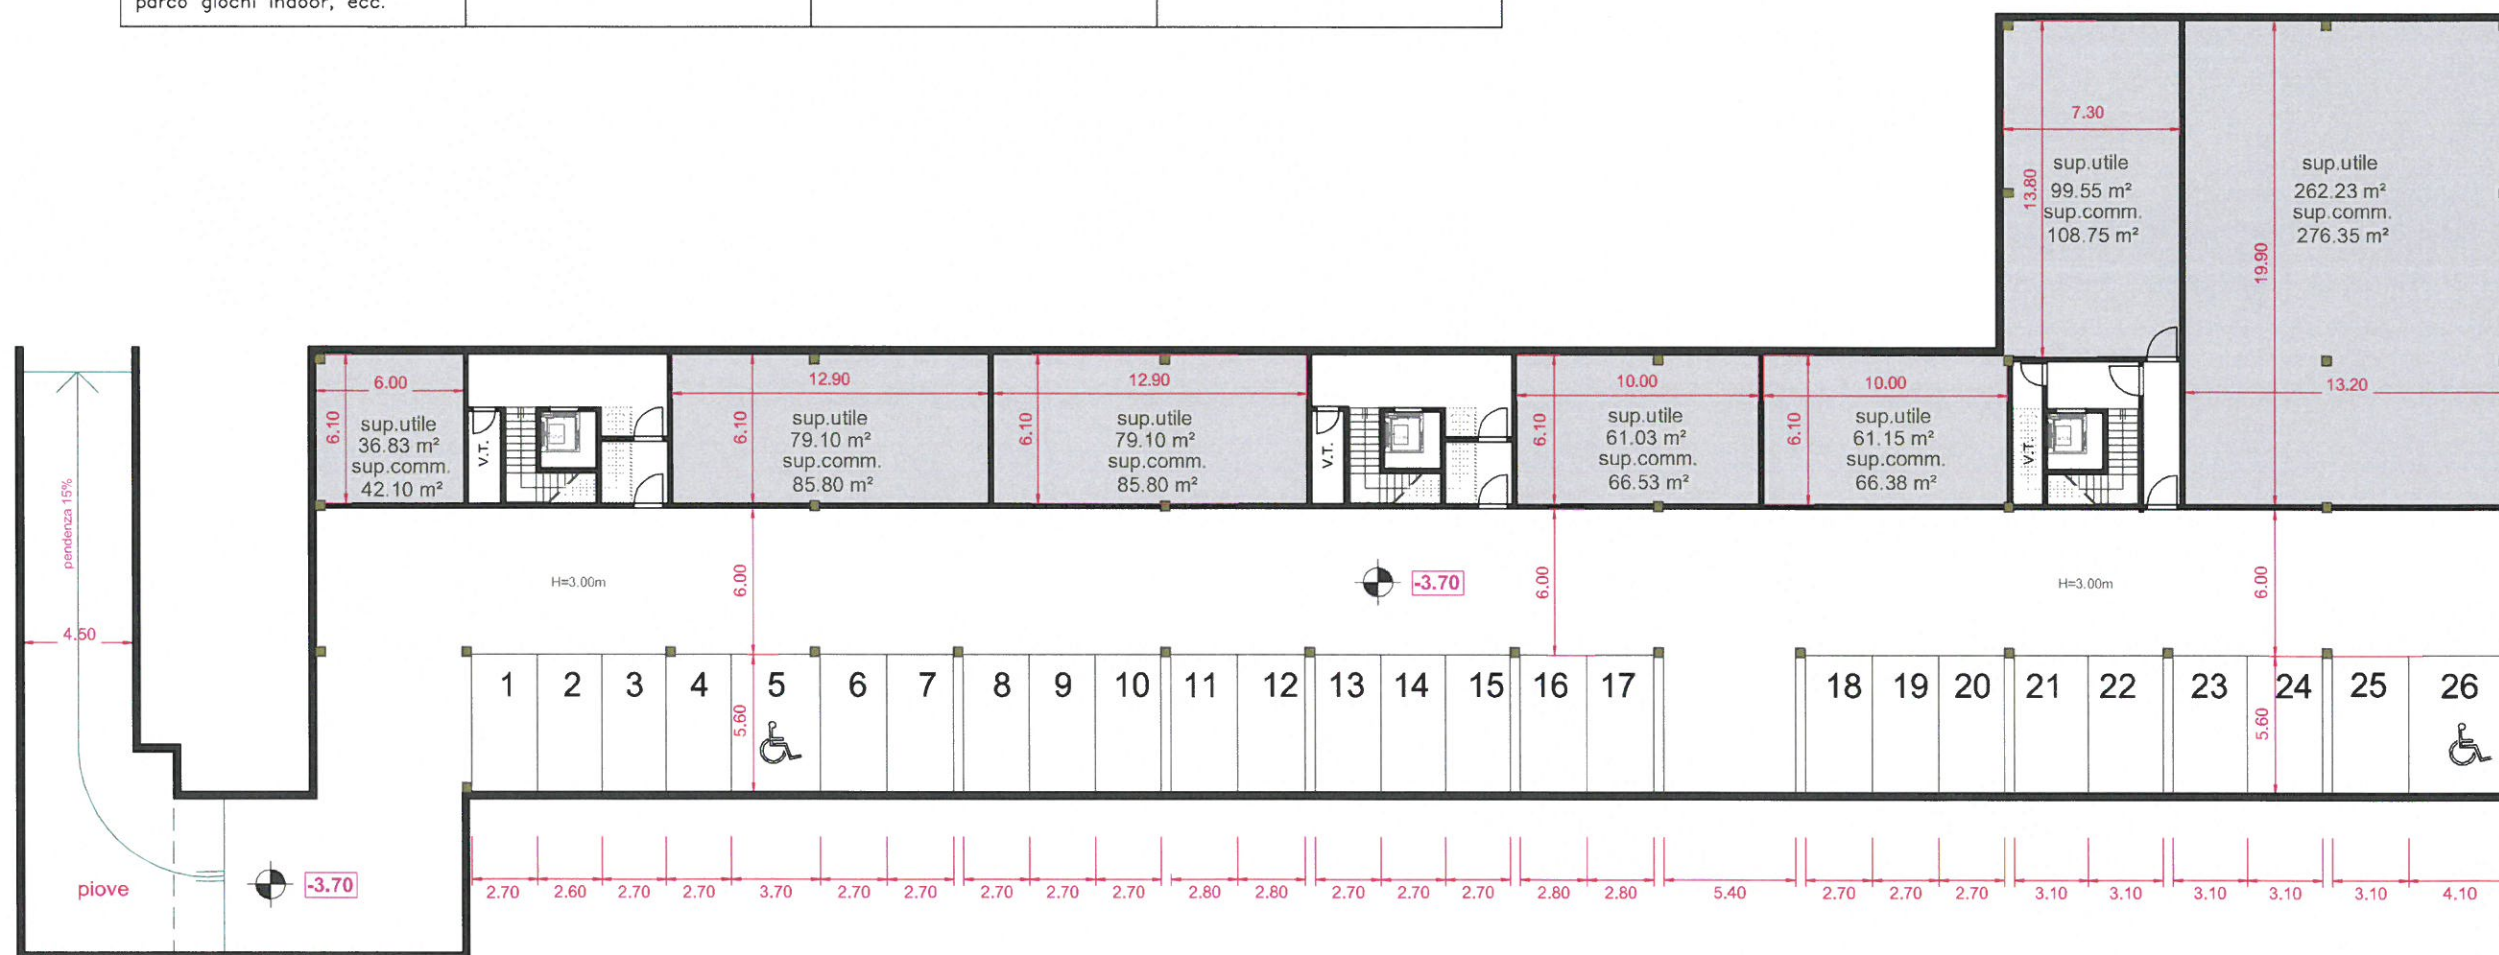 parco giochi indoor, ecc.
7.30
13.80
sup.utile
99.55 m²
sup.comm.
108.75 m²
19.90
sup.utile
262.23 m²
sup.comm.
276.35 m²
13.20
6.00
6.10
sup.utile
36.83 m²
sup.comm.
42.10 m²
V.T.
12.90
6.10
sup.utile
79.10 m²
sup.comm.
85.80 m²
12.90
6.10
sup.utile
79.10 m²
sup.comm.
85.80 m²
V.T.
10.00
6.10
sup.utile
61.03 m²
sup.comm.
66.53 m²
10.00
6.10
sup.utile
61.15 m²
sup.comm.
66.38 m²
V.T.
pendenza 15%
4.50
H=3.00m
6.00
-3.70
6.00
H=3.00m
6.00
1 2 3 4 5 6 7 8 9 10 11 12 13 14 15 16 17 18 19 20 21 22 23 24 25 26
5.60
5.60
piove
-3.70
2.70 2.60 2.70 2.70 3.70 2.70 2.70 2.70 2.70 2.70 2.80 2.80 2.70 2.70 2.70 2.80 2.80 5.40 2.70 2.70 2.70 3.10 3.10 3.10 3.10 3.10 4.10